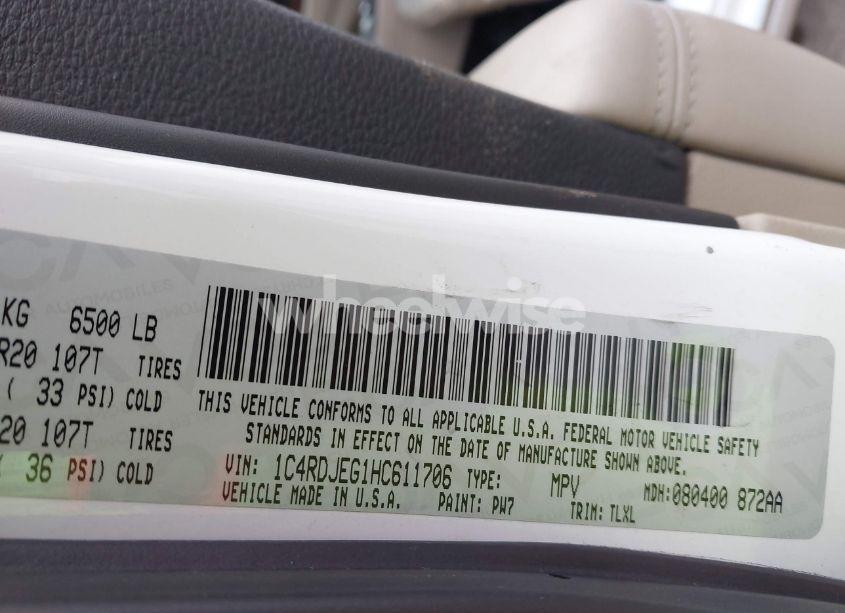 wheelwise
AUTOMOBILES
KG 6500 LB
R20 107T TIRES
( 33 PSI) COLD
20 107T TIRES
( 36 PSI) COLD
THIS VEHICLE CONFORMS TO ALL APPLICABLE U.S.A. FEDERAL MOTOR VEHICLE SAFETY
STANDARDS IN EFFECT ON THE DATE OF MANUFACTURE SHOWN ABOVE.
VIN: 1C4RDJEG1HC611706 TYPE: MPV MDH:080400 872AA
VEHICLE MADE IN U.S.A. PAINT: PW7 TRIM: TLXL